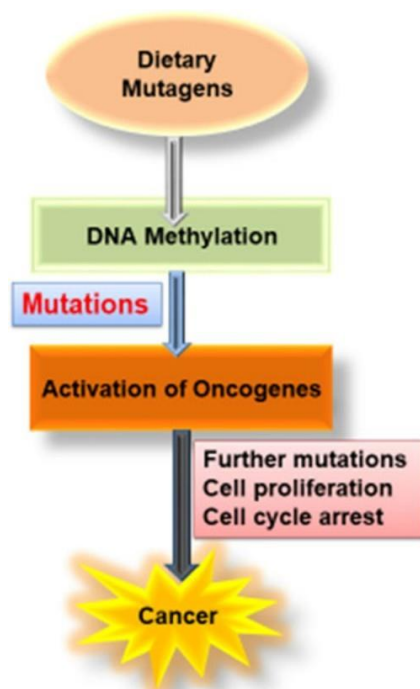 Dietary
Mutagens
DNA Methylation
Mutations
Activation of Oncogenes
Further mutations
Cell proliferation
Cell cycle arrest
Cancer